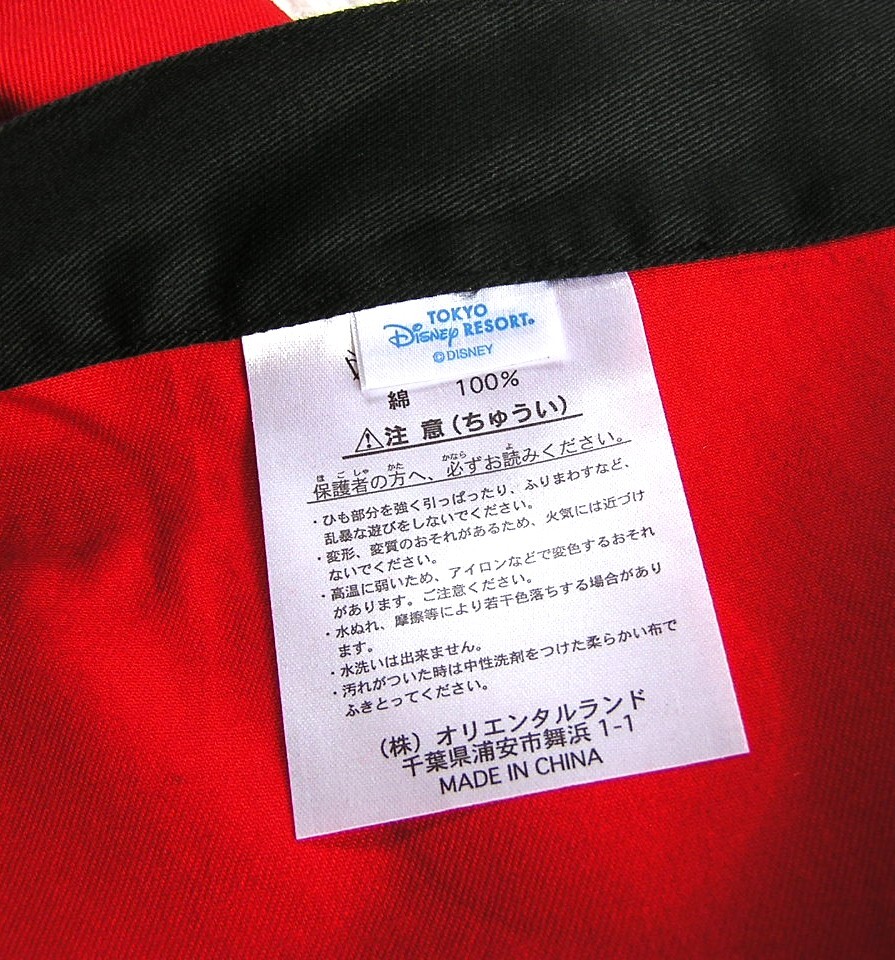 TOKYO
Disney RESORT®
©DISNEY
綿 100%
⚠注 意(ちゅうい)
保護者の方へ、必ずお読みください。
ほ ご しゃ かた かなら よ
・ひも部分を強く引っぱったり、ふりまわすなど、
乱暴な遊びをしないでください。
・変形、変質のおそれがあるため、火気には近づけ
ないでください。
・高温に弱いため、アイロンなどで変色するおそれ
があります。ご注意ください。
・水ぬれ、摩擦等により若干色落ちする場合があり
ます。
・水洗いは出来ません。
・汚れがついた時は中性洗剤をつけた柔らかい布で
ふきとってください。
(株)オリエンタルランド
千葉県浦安市舞浜 1-1
MADE IN CHINA